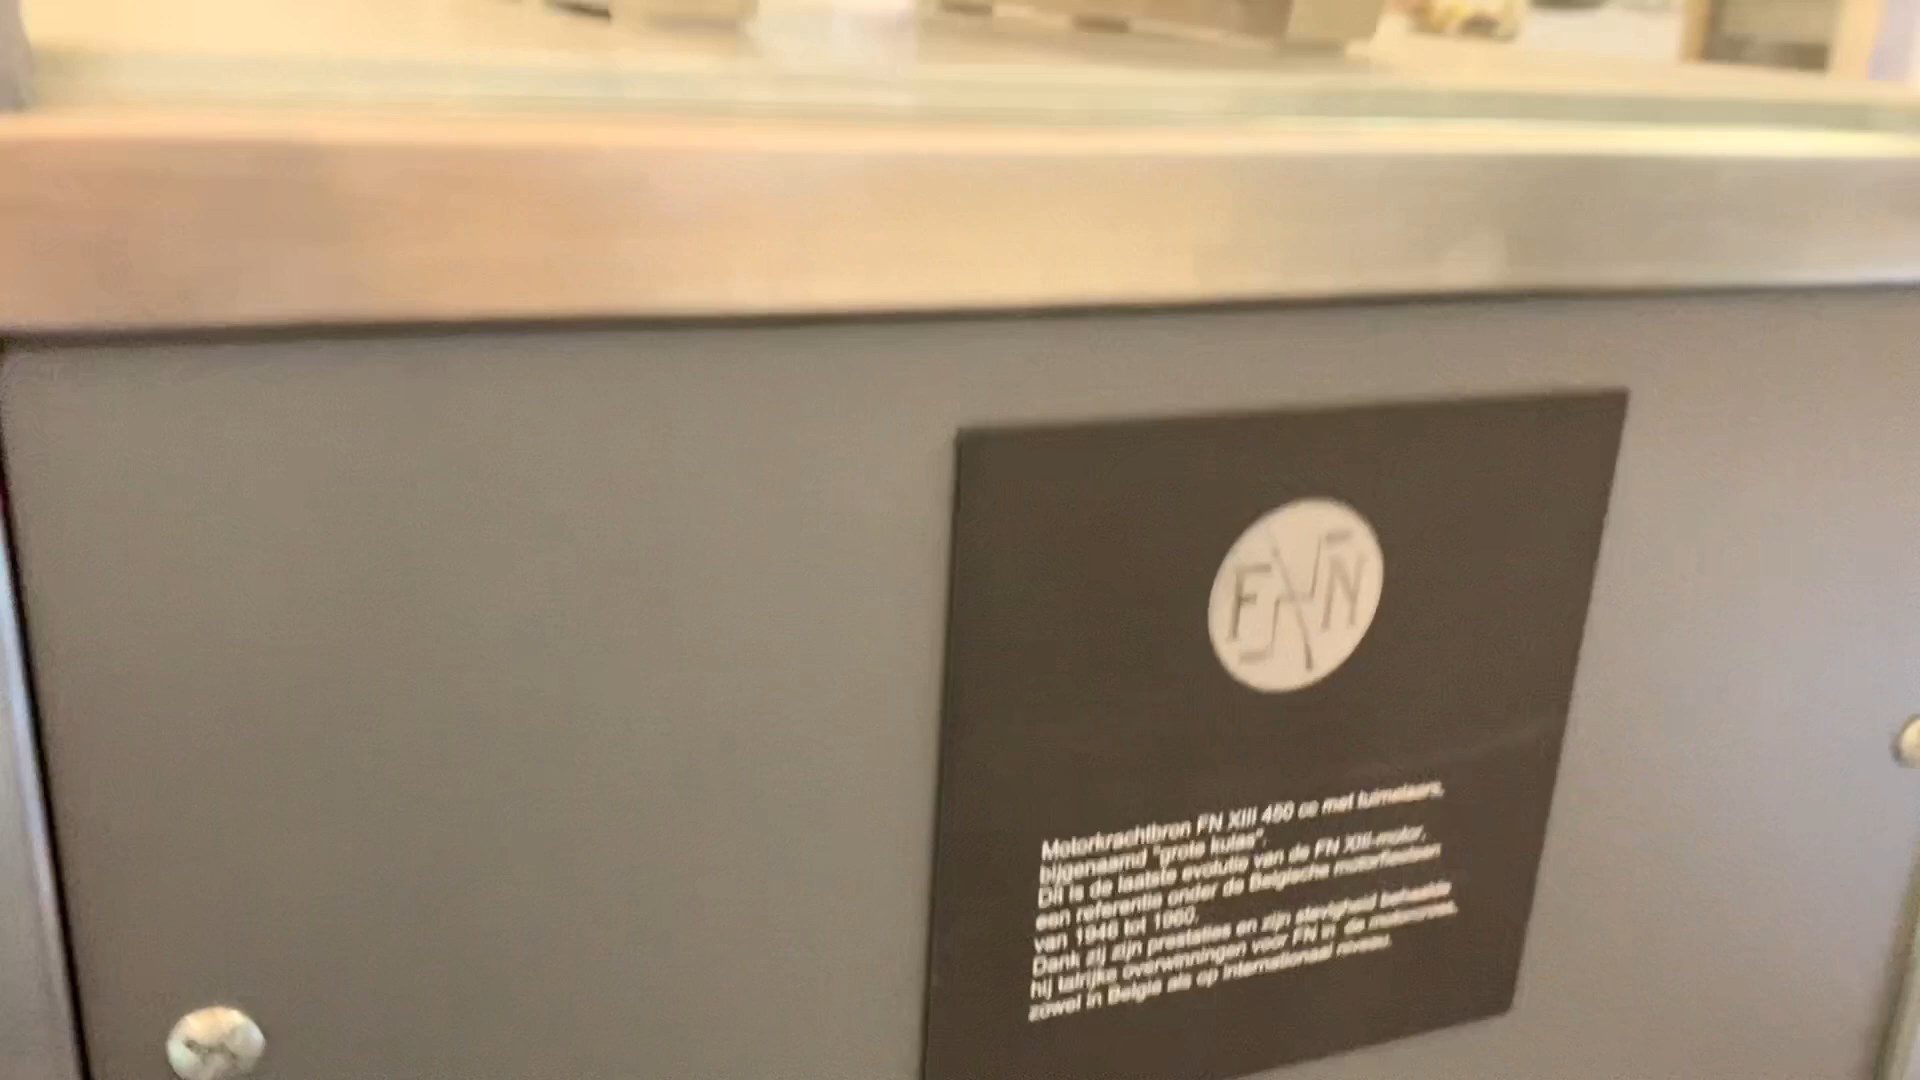 FN
Motorkrachtbron FN XIII 450 cc met tuimelaars,
bijgenaamd "grote kulas".
Dit is de laatste evolutie van de FN XIII-motor,
een referentie onder de Belgische motorfietsen
van 1946 tot 1960.
Dank zij zijn prestaties en zijn stevigheid behaalde
hij talrijke overwinningen voor FN in de motorcross,
zowel in België als op internationaal niveau.